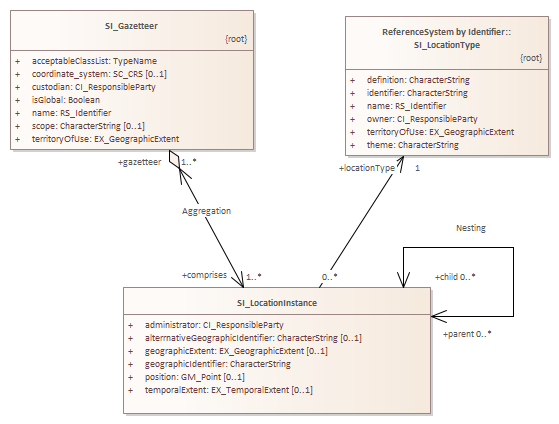 SI_Gazetteer
{root}
+ acceptableClassList: TypeName
+ coordinate_system: SC_CRS [0..1]
+ custodian: CI_ResponsibleParty
+ isGlobal: Boolean
+ name: RS_Identifier
+ scope: CharacterString [0..1]
+ territoryOfUse: EX_GeographicExtent
ReferenceSystem by Identifier::
SI_LocationType
{root}
+ definition: CharacterString
+ identifier: CharacterString
+ name: RS_Identifier
+ owner: CI_ResponsibleParty
+ territoryOfUse: EX_GeographicExtent
+ theme: CharacterString
+gazetteer 1..*
+locationType 1
Aggregation
Nesting
+comprises 1..*
0..*
+child 0..*
+parent 0..*
SI_LocationInstance
+ administrator: CI_ResponsibleParty
+ alternativeGeographicIdentifier: CharacterString [0..1]
+ geographicExtent: EX_GeographicExtent [0..1]
+ geographicIdentifier: CharacterString
+ position: GM_Point [0..1]
+ temporalExtent: EX_TemporalExtent [0..1]